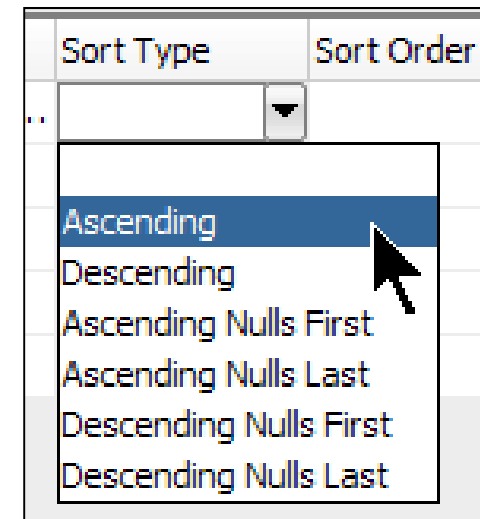 Sort Type Sort Order
..
Ascending
Descending
Ascending Nulls First
Ascending Nulls Last
Descending Nulls First
Descending Nulls Last